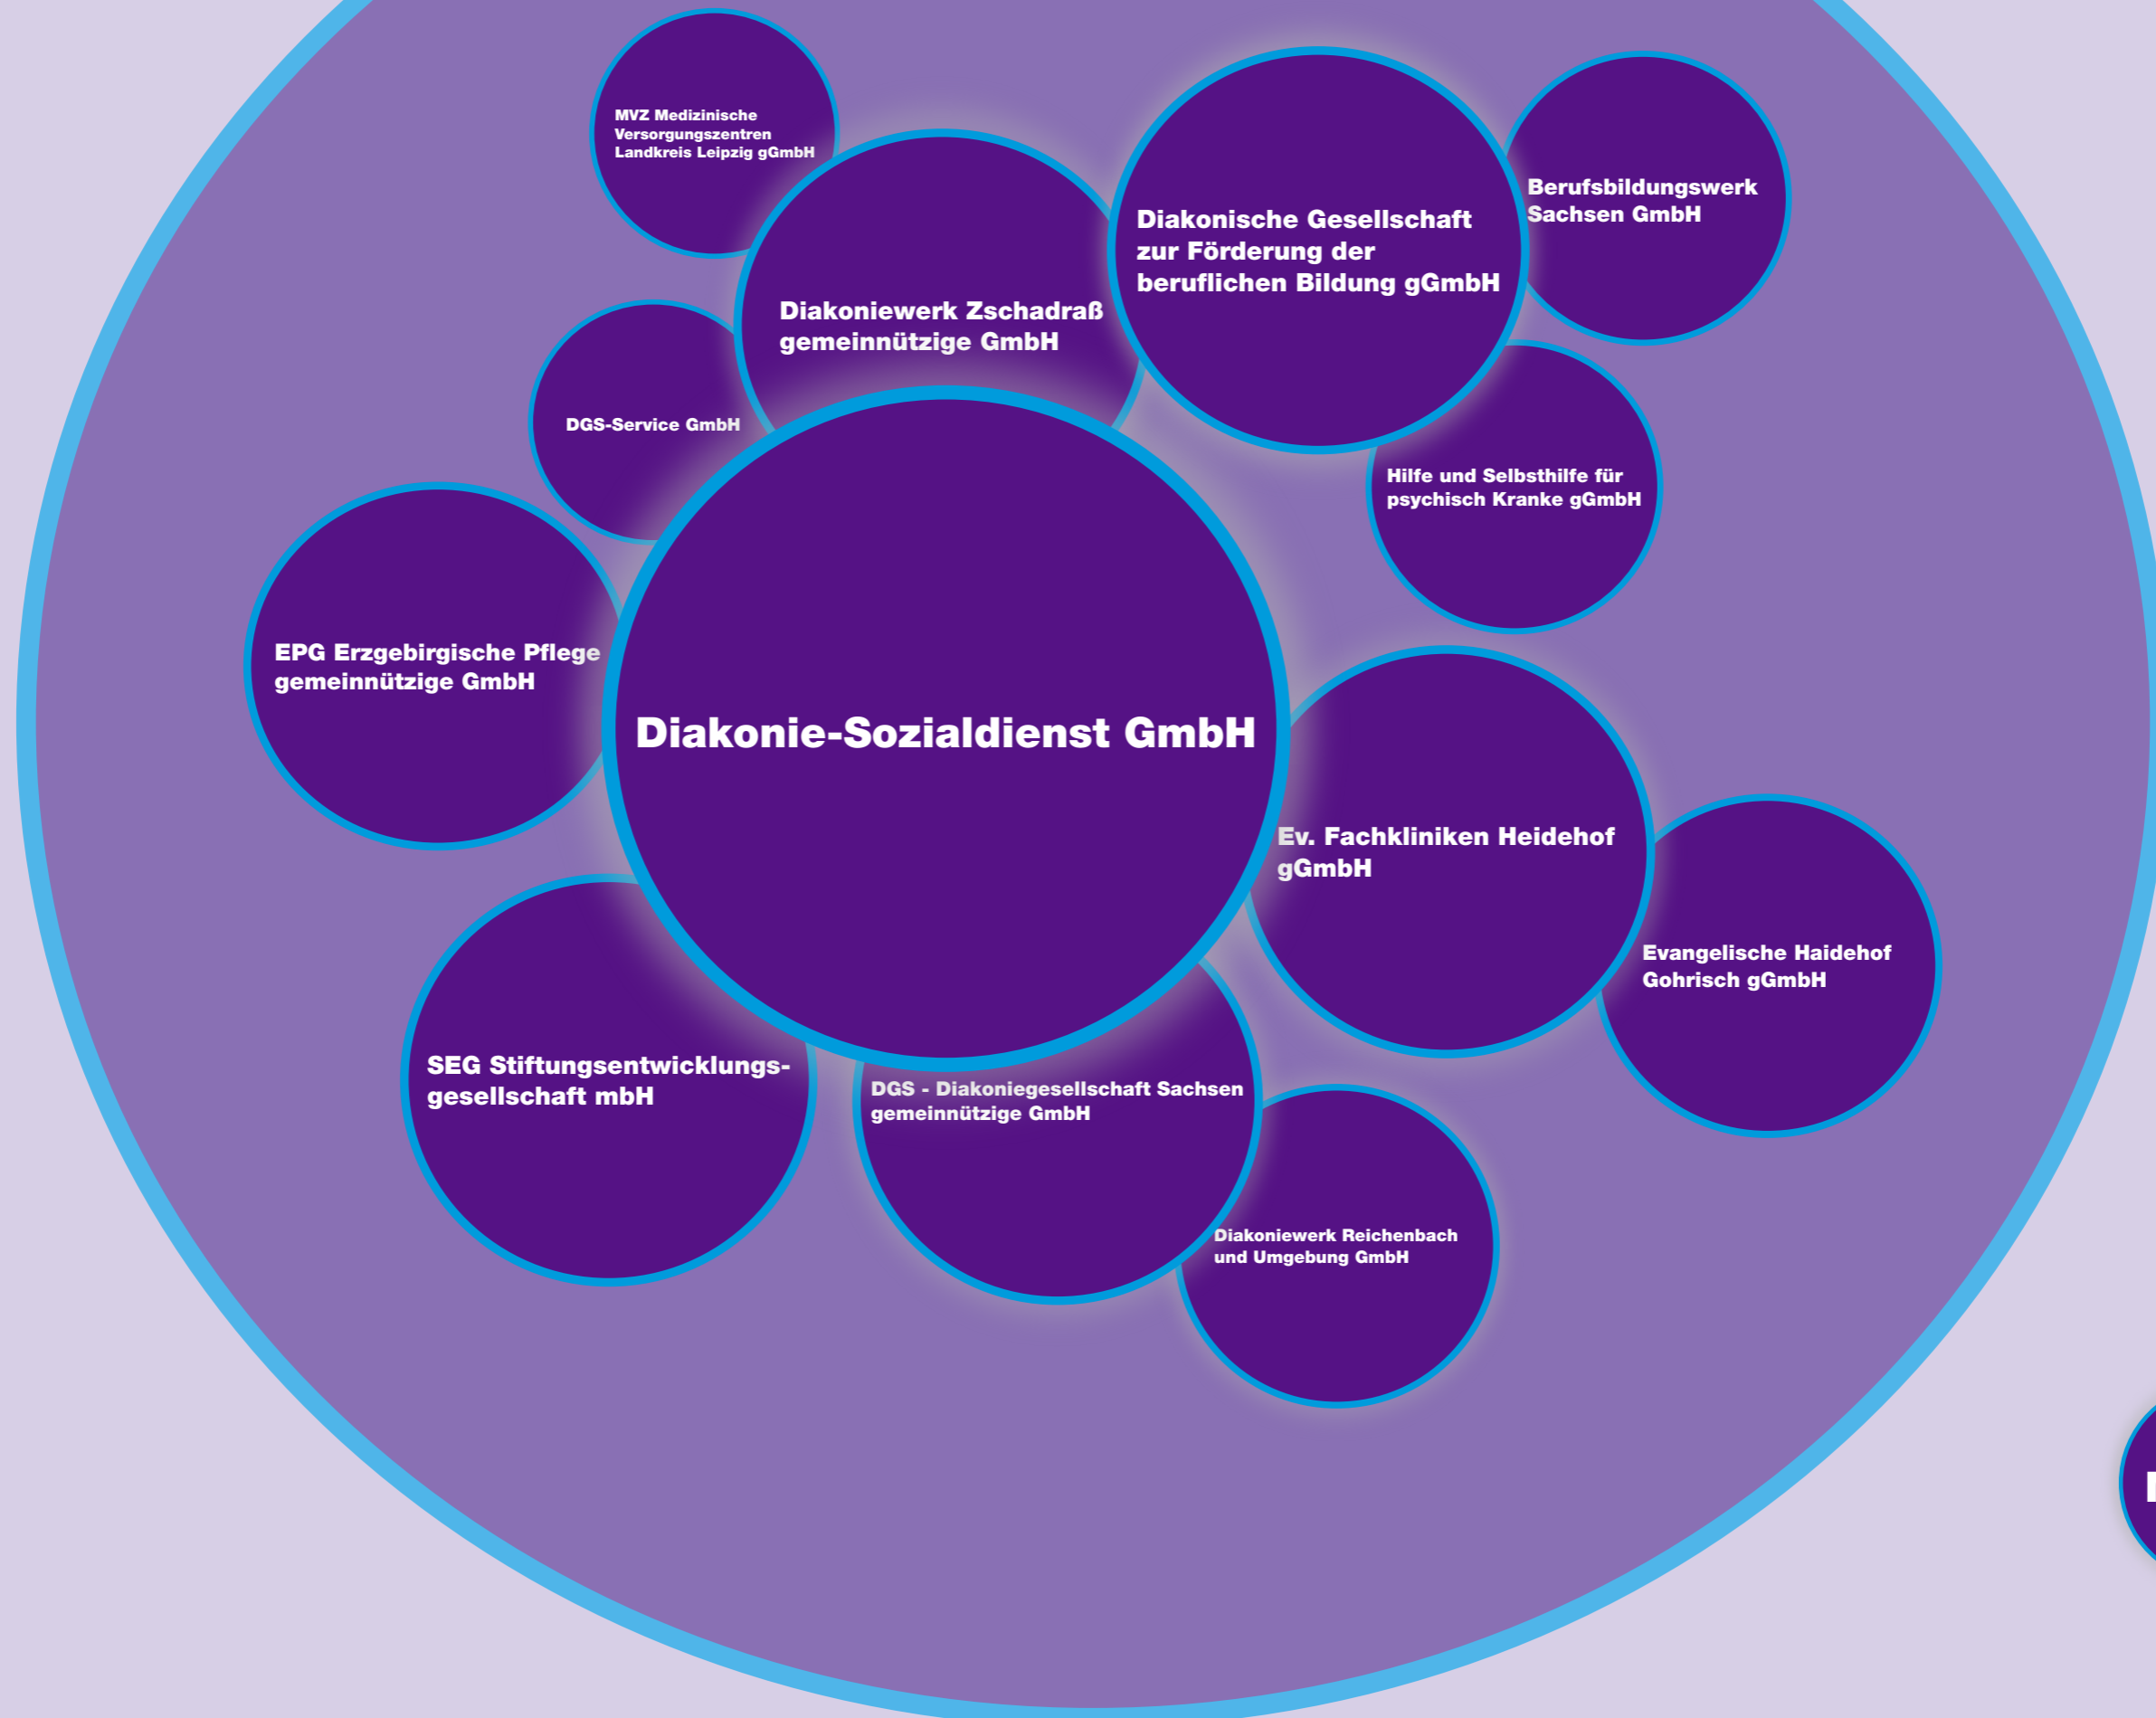 MVZ Medizinische
Versorgungszentren
Landkreis Leipzig gGmbH
Diakonische Gesellschaft
zur Förderung der
beruflichen Bildung gGmbH
Berufsbildungswerk
Sachsen GmbH
Diakoniewerk Zschadraß
gemeinnützige GmbH
DGS-Service GmbH
Hilfe und Selbsthilfe für
psychisch Kranke gGmbH
EPG Erzgebirgische Pflege
gemeinnützige GmbH
Diakonie-Sozialdienst GmbH
Ev. Fachkliniken Heidehof
gGmbH
Evangelische Haidehof
Gohrisch gGmbH
SEG Stiftungsentwicklungs-
gesellschaft mbH
DGS - Diakoniegesellschaft Sachsen
gemeinnützige GmbH
Diakoniewerk Reichenbach
und Umgebung GmbH